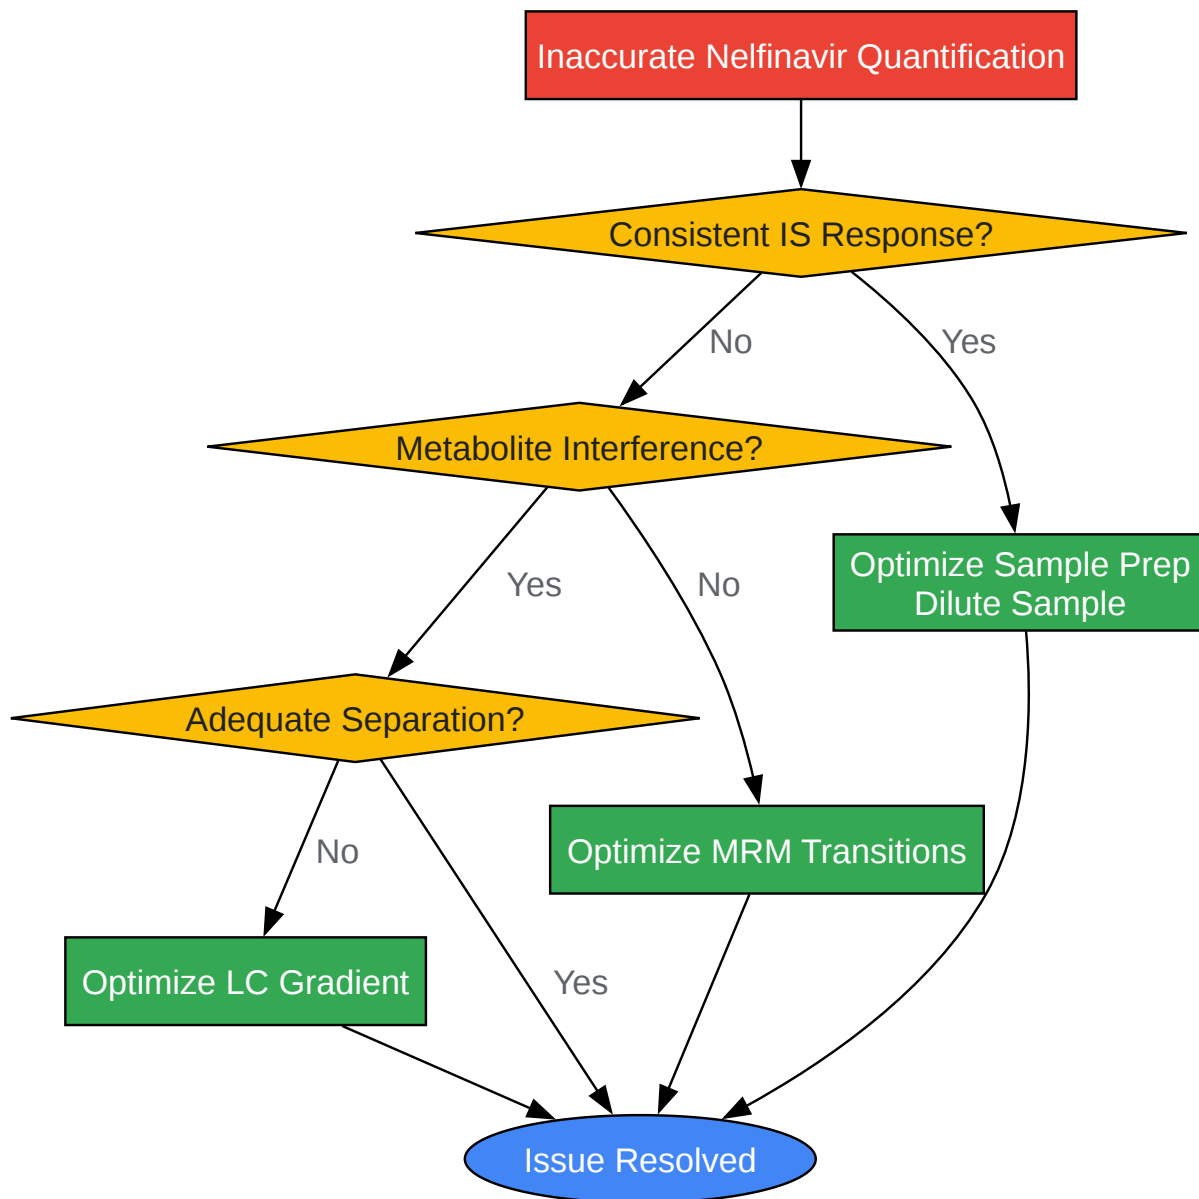 Inaccurate Nelfinavir Quantification
Consistent IS Response?
No
Yes
Metabolite Interference?
Optimize Sample Prep
Dilute Sample
Yes
No
Adequate Separation?
Optimize MRM Transitions
No
Optimize LC Gradient
Yes
Issue Resolved